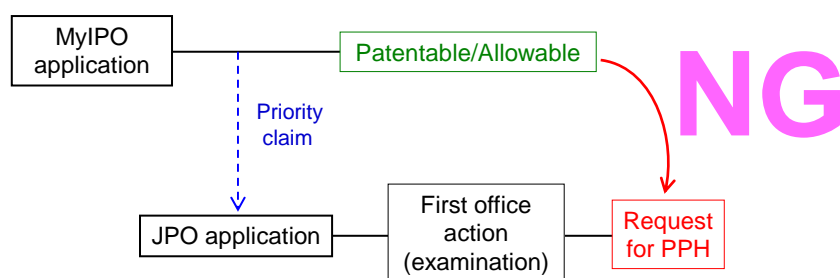 MyIPO
application
Patentable/Allowable
NG
Priority
claim
JPO application
First office
action
(examination)
Request
for PPH